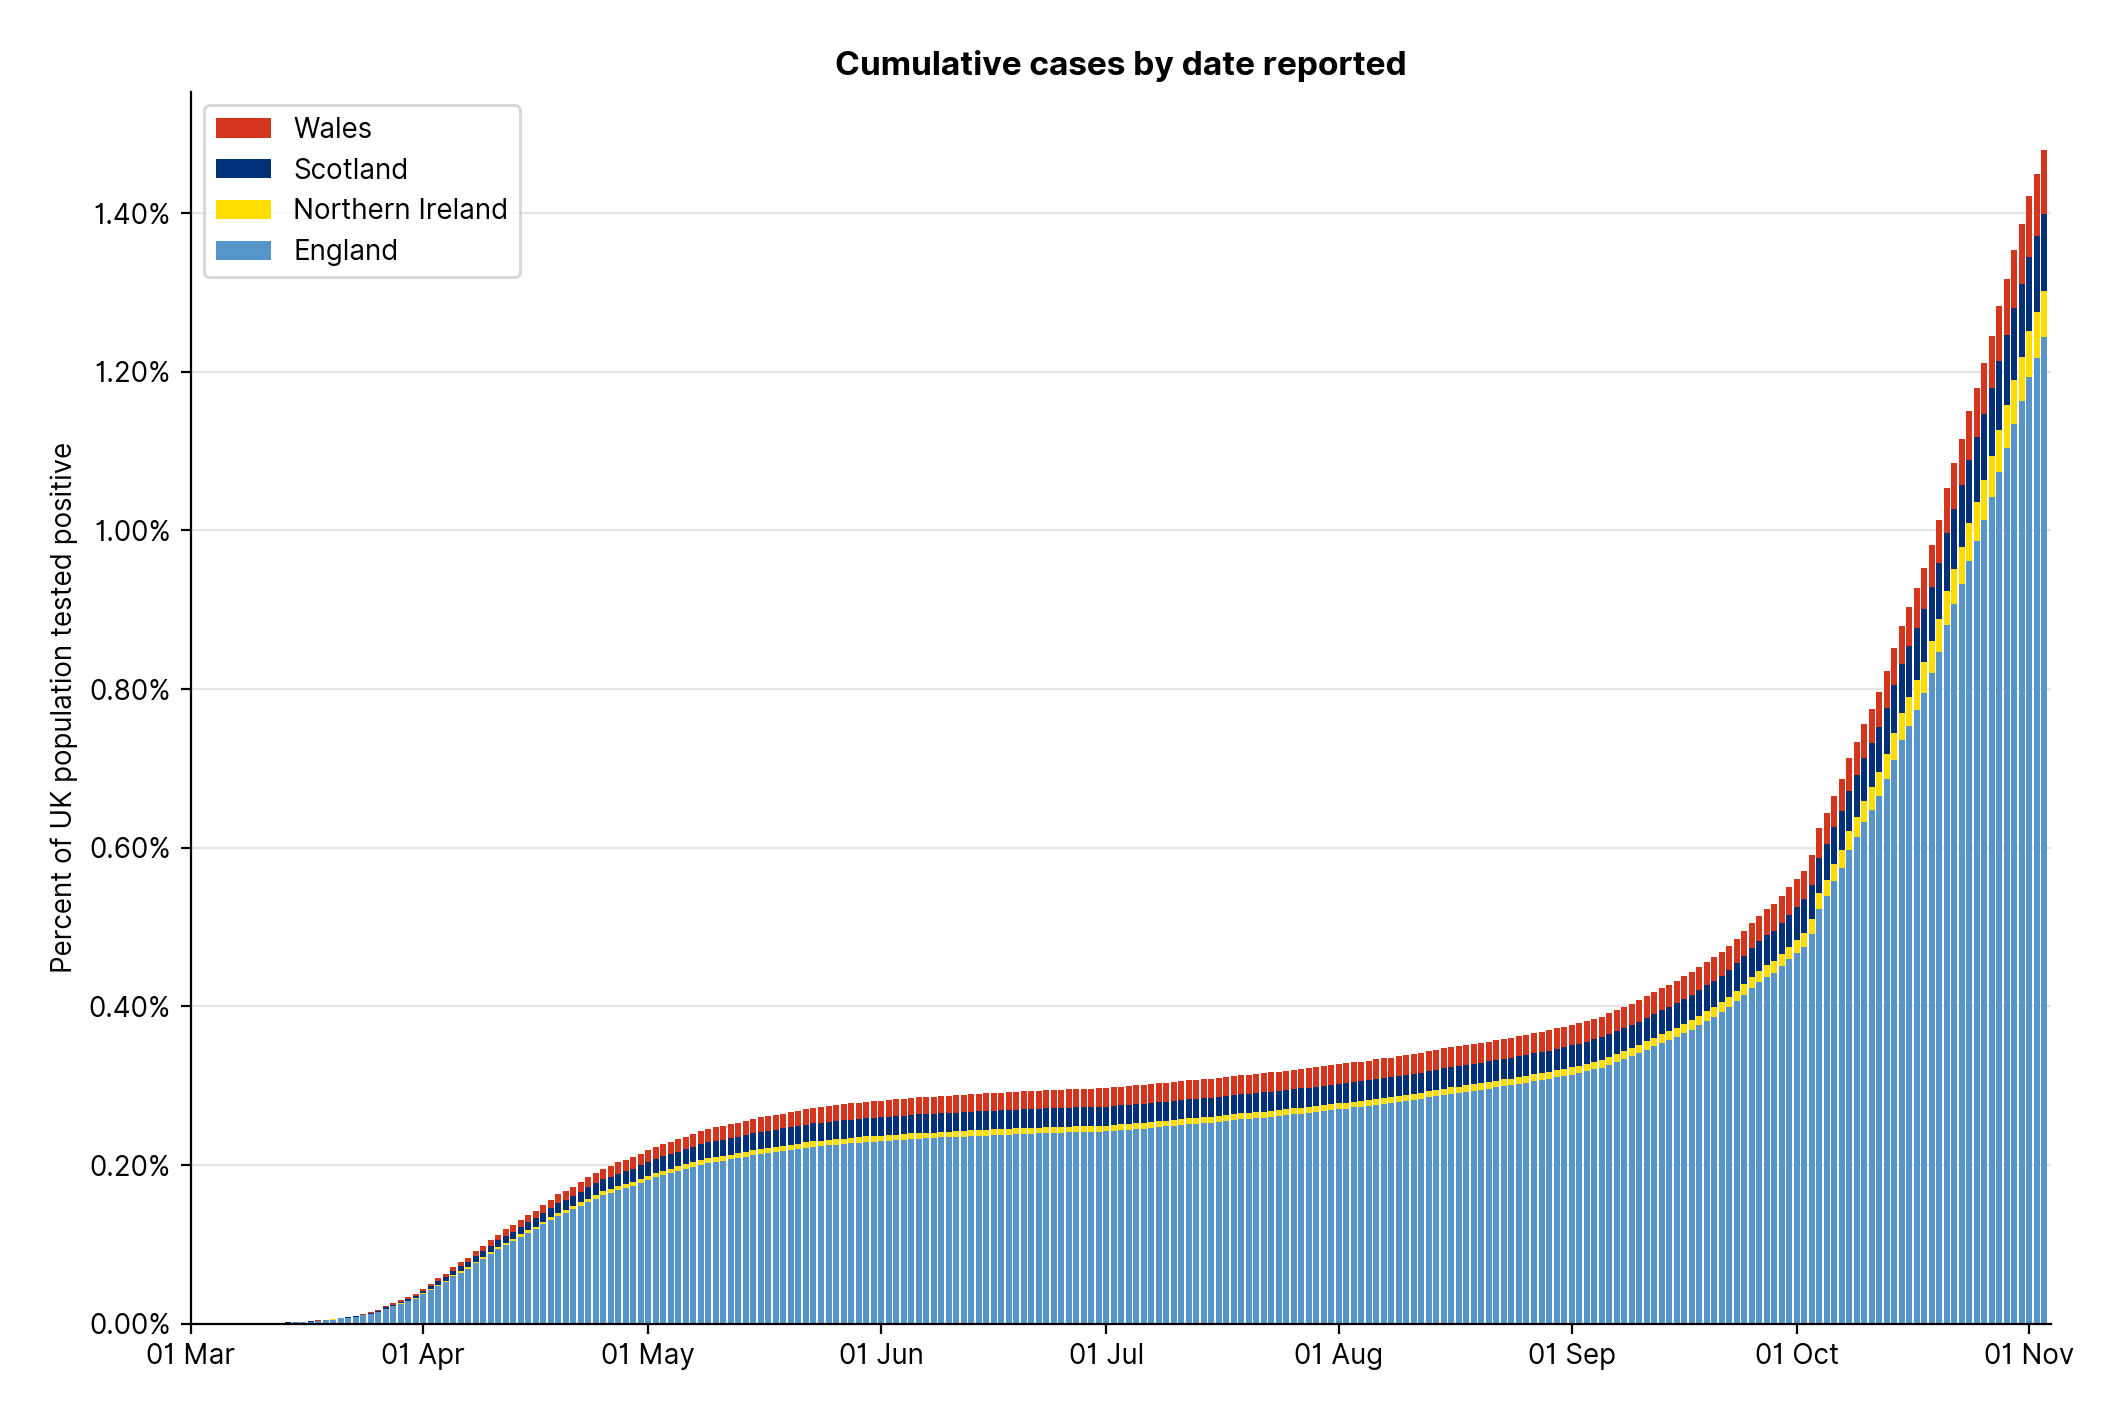 Cumulative cases by date reported
Wales
Scotland
Northern Ireland
England
Percent of UK population tested positive
1.40%
1.20%
1.00%
0.80%
0.60%
0.40%
0.20%
0.00%
01 Mar
01 Apr
01 May
01 Jun
01 Jul
01 Aug
01 Sep
01 Oct
01 Nov